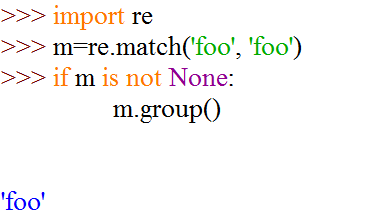 >>> import re
>>> m=re.match('foo', 'foo')
>>> if m is not None:
m.group()
'foo'